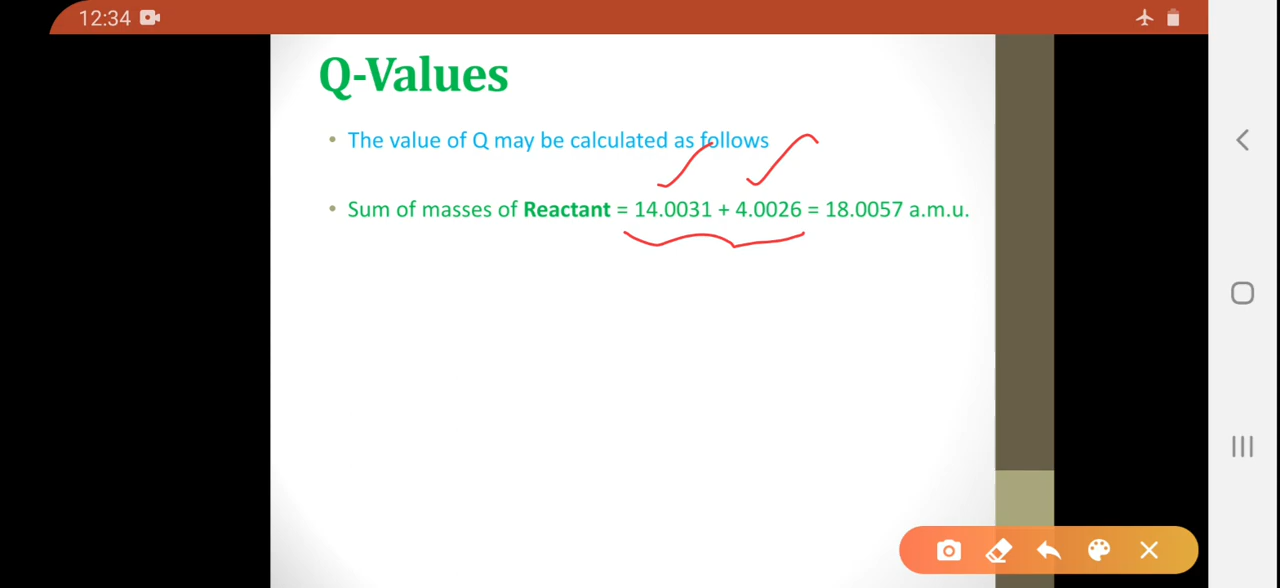 12:34
Q-Values
• The value of Q may be calculated as follows
• Sum of masses of Reactant = 14.0031 + 4.0026 = 18.0057 a.m.u.